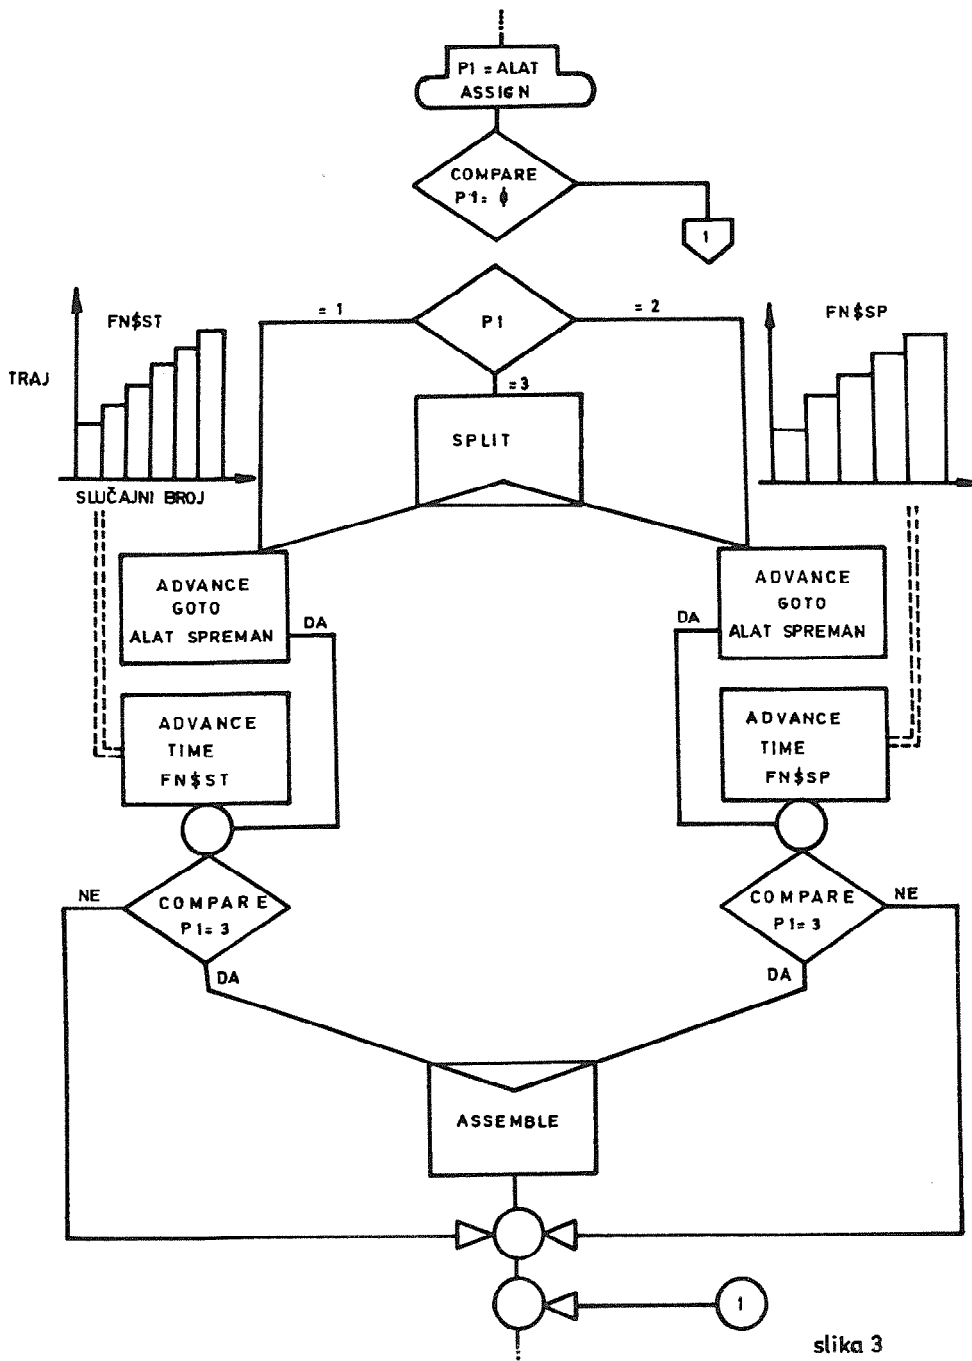 P1 = ALAT
ASSIGN
COMPARE
P1= ϕ
1
FN$ST
= 1
P1
= 2
FN$SP
TRAJ
=3
SPLIT
SLUČAJNI BROJ
ADVANCE
GOTO
ALAT SPREMAN
DA
ADVANCE
GOTO
ALAT SPREMAN
DA
ADVANCE
TIME
FN$ST
ADVANCE
TIME
FN$SP
NE
COMPARE
P1= 3
DA
COMPARE
P1= 3
NE
DA
ASSEMBLE
1
slika 3